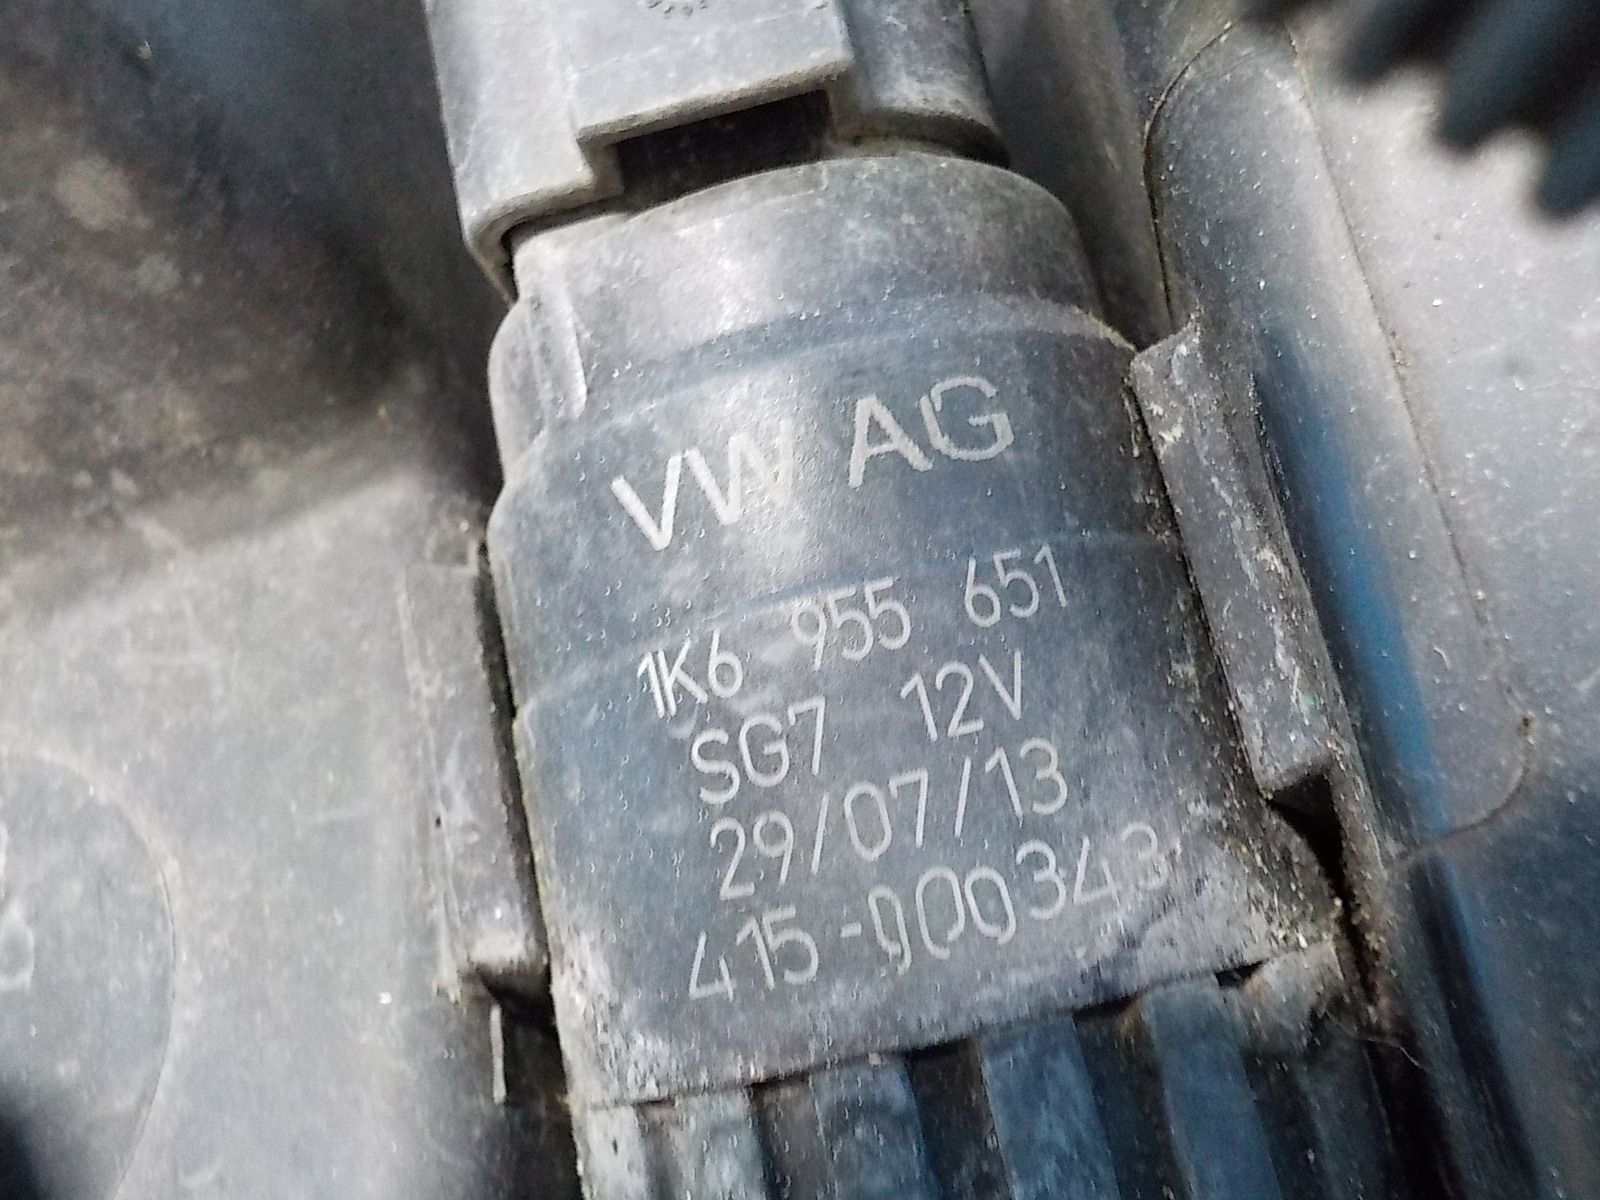 VW AG
1K6 955 651
SG7 12V
29/07/13
415-000343